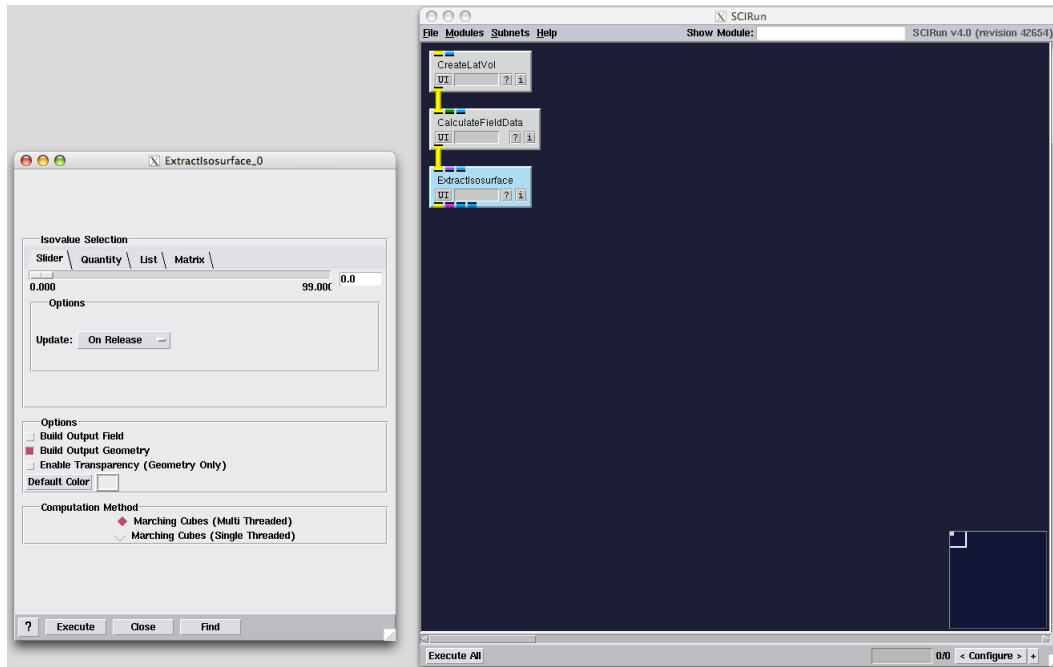 ExtractIsosurface_0
Isovalue Selection
Slider Quantity List Matrix
0.0
0.000 99.000
Options
Update: On Release
Options
Build Output Field
Build Output Geometry
Enable Transparency (Geometry Only)
Default Color
Computation Method
Marching Cubes (Multi Threaded)
Marching Cubes (Single Threaded)
? Execute Close Find
X SCIRun
File Modules Subnets Help Show Module: SCIRun v4.0 (revision 42654)
CreateLatVol
UI ? i
CalculateFieldData
UI ? i
ExtractIsosurface
UI ? i
Execute All 0/0 < Configure > +